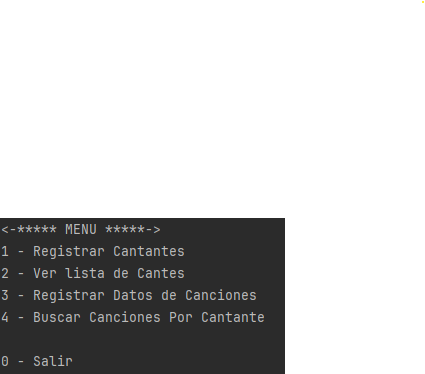 <-***** MENU *****->
1 - Registrar Cantantes
2 - Ver lista de Cantes
3 - Registrar Datos de Canciones
4 - Buscar Canciones Por Cantante
0 - Salir